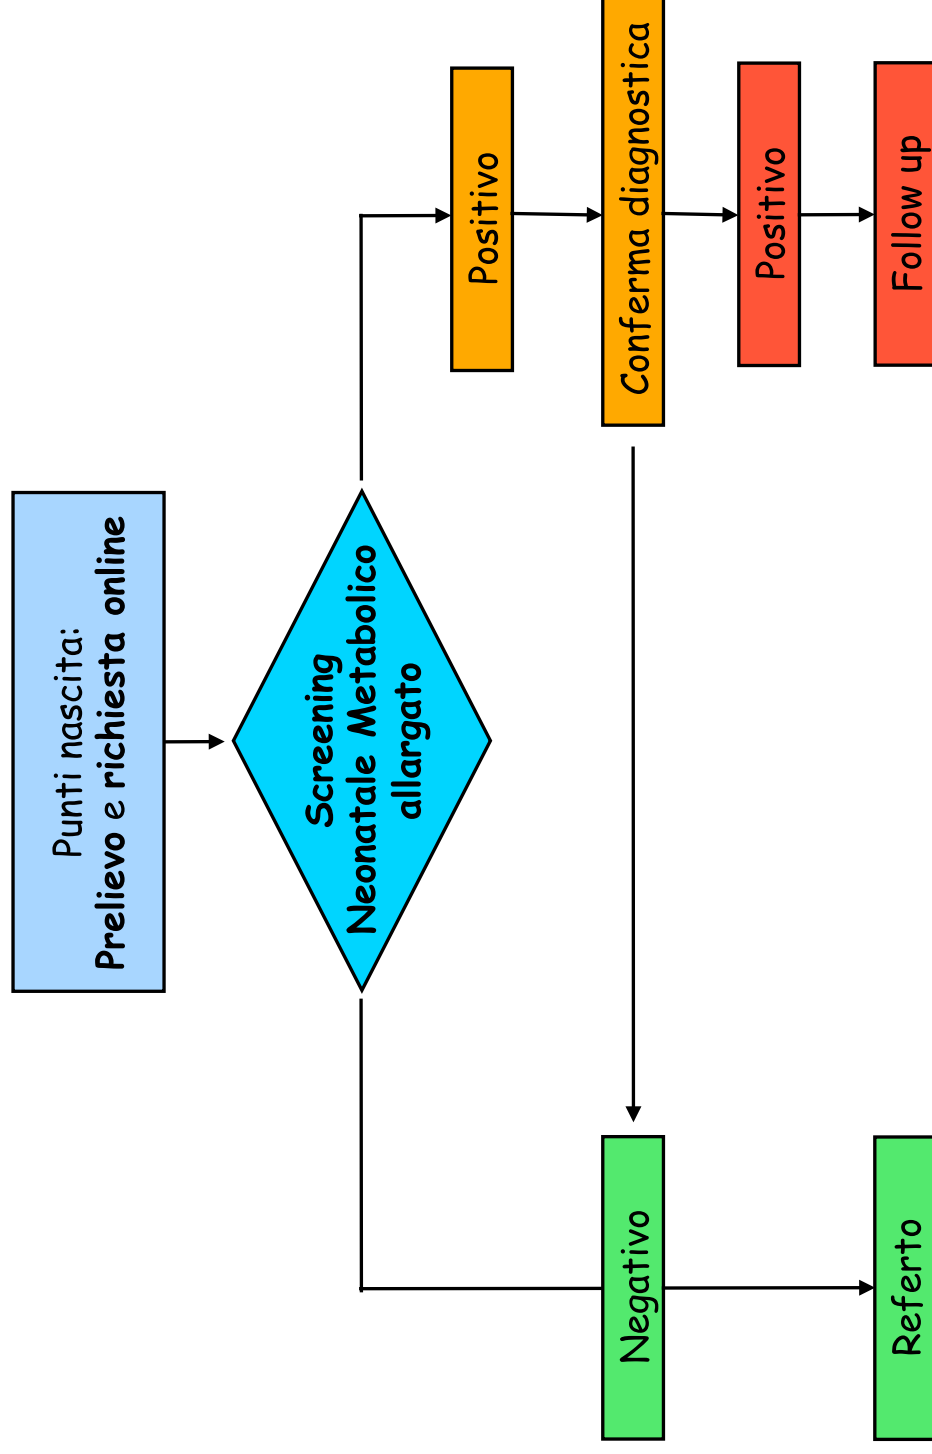 Punti nascita:
Prelievo e richiesta online
Screening
Neonatale Metabolico
allargato
Positivo
Negativo
Conferma diagnostica
Positivo
Referto
Follow up